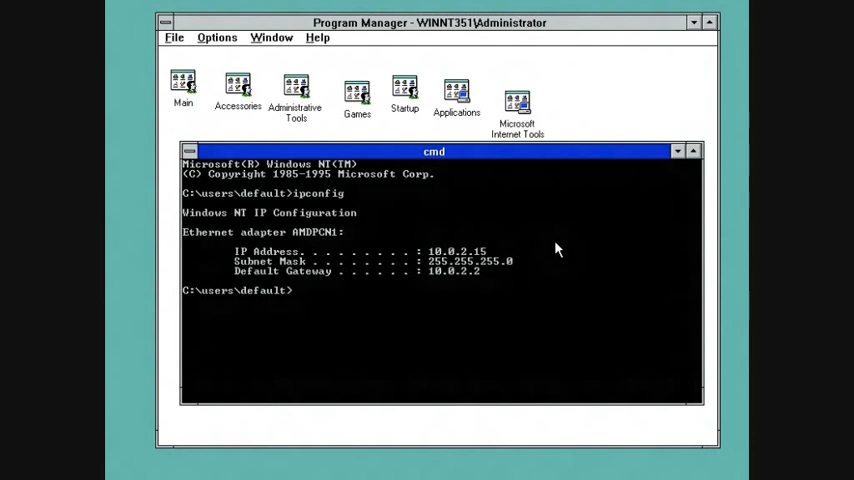 Program Manager - WINNT351\Administrator
File Options Window Help
Main
Accessories
Administrative
Tools
Games
Startup
Applications
Microsoft
Internet Tools
cmd
Microsoft(R) Windows NT(TM)
(C) Copyright 1985-1995 Microsoft Corp.
C:\users\default>ipconfig
Windows NT IP Configuration
Ethernet adapter AMDPCN1:
IP Address. . . . . . . . . : 10.0.2.15
Subnet Mask . . . . . . . . : 255.255.255.0
Default Gateway . . . . . . : 10.0.2.2
C:\users\default>